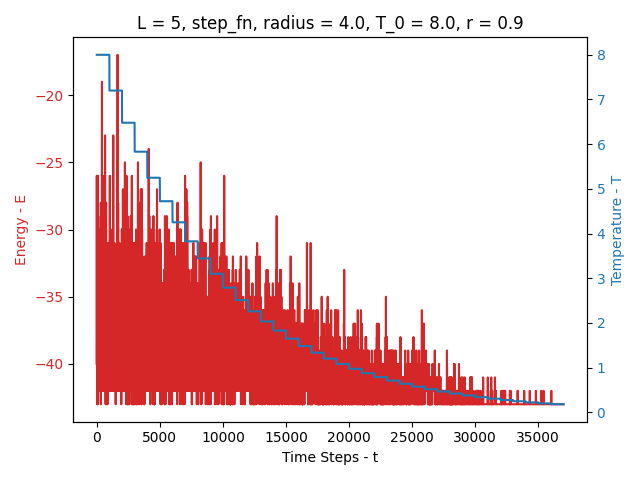 L = 5, step_fn, radius = 4.0, T_0 = 8.0, r = 0.9
Energy - E
−20
−25
−30
−35
−40
8
7
6
5
4
3
2
1
0
Temperature - T
0 5000 10000 15000 20000 25000 30000 35000
Time Steps - t